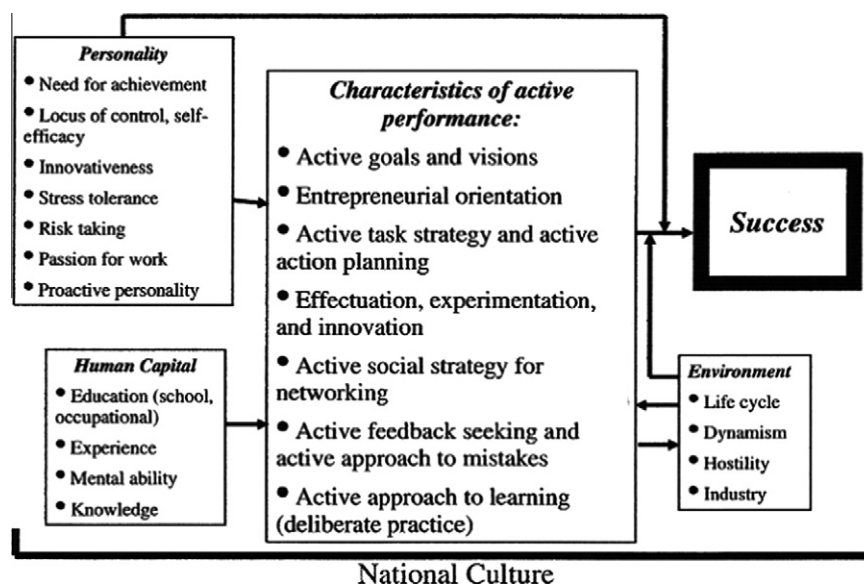 Personality
• Need for achievement
• Locus of control, self-
efficacy
• Innovativeness
• Stress tolerance
• Risk taking
• Passion for work
• Proactive personality
Human Capital
• Education (school,
occupational)
• Experience
• Mental ability
• Knowledge
Characteristics of active
performance:
• Active goals and visions
• Entrepreneurial orientation
• Active task strategy and active
action planning
• Effectuation, experimentation,
and innovation
• Active social strategy for
networking
• Active feedback seeking and
active approach to mistakes
• Active approach to learning
(deliberate practice)
Success
Environment
• Life cycle
• Dynamism
• Hostility
• Industry
National Culture